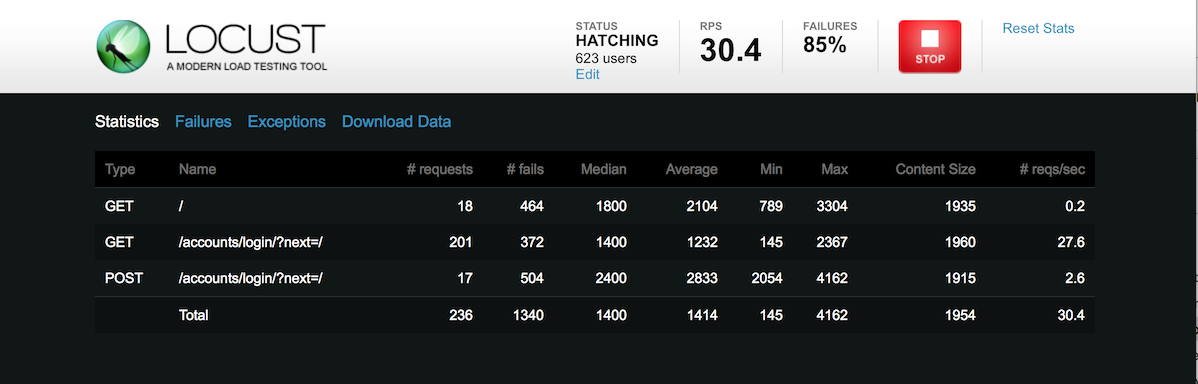 LOCUST
A MODERN LOAD TESTING TOOL
STATUS
HATCHING
623 users
Edit
RPS
30.4
FAILURES
85%
STOP
Reset Stats
Statistics Failures Exceptions Download Data
Type Name # requests # fails Median Average Min Max Content Size # reqs/sec
GET / 18 464 1800 2104 789 3304 1935 0.2
GET /accounts/login/?next=/ 201 372 1400 1232 145 2367 1960 27.6
POST /accounts/login/?next=/ 17 504 2400 2833 2054 4162 1915 2.6
Total 236 1340 1400 1414 145 4162 1954 30.4